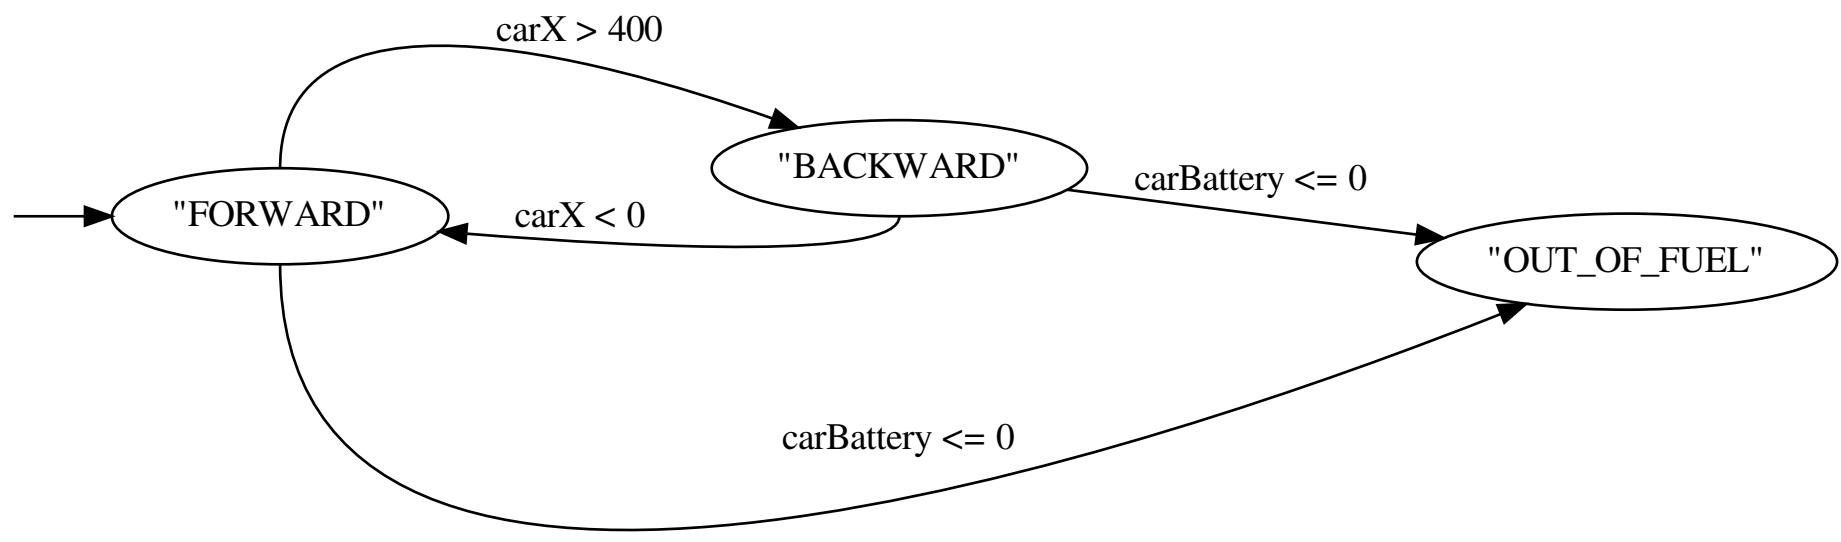 carX > 400
"BACKWARD"
carBattery <= 0
"FORWARD"
carX < 0
"OUT_OF_FUEL"
carBattery <= 0